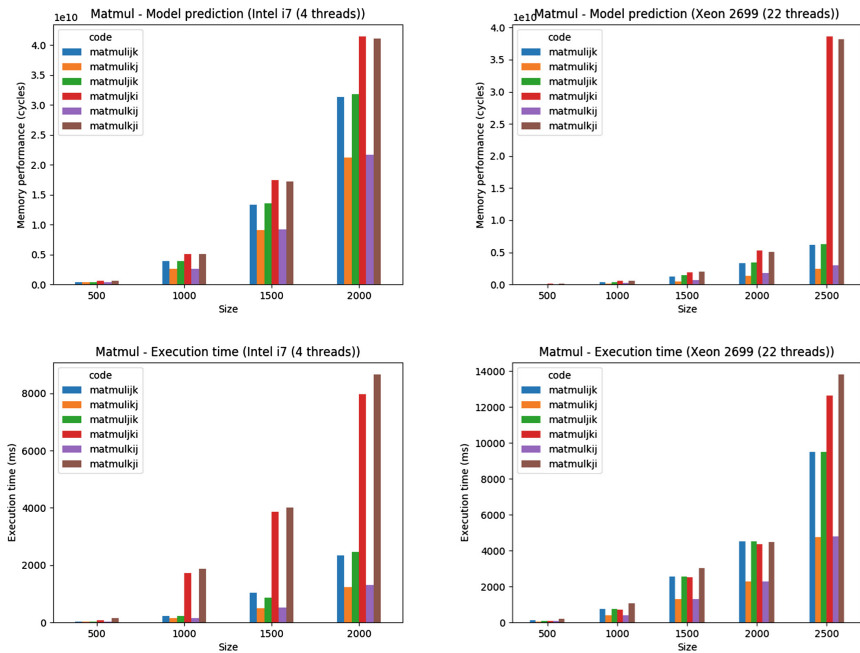 Matmul - Model prediction (Intel i7 (4 threads))
1e10
code
matmulijk
matmulikj
matmuljik
matmuljki
matmulkij
matmulkji
Memory performance (cycles)
4.0
3.5
3.0
2.5
2.0
1.5
1.0
0.5
0.0
500 1000 1500 2000
Size
Matmul - Model prediction (Xeon 2699 (22 threads))
1e10
code
matmulijk
matmulikj
matmuljik
matmuljki
matmulkij
matmulkji
Memory performance (cycles)
4.0
3.5
3.0
2.5
2.0
1.5
1.0
0.5
0.0
500 1000 1500 2000 2500
Size
Matmul - Execution time (Intel i7 (4 threads))
code
matmulijk
matmulikj
matmuljik
matmuljki
matmulkij
matmulkji
Execution time (ms)
8000
6000
4000
2000
0
500 1000 1500 2000
Size
Matmul - Execution time (Xeon 2699 (22 threads))
code
matmulijk
matmulikj
matmuljik
matmuljki
matmulkij
matmulkji
Execution time (ms)
14000
12000
10000
8000
6000
4000
2000
0
500 1000 1500 2000 2500
Size